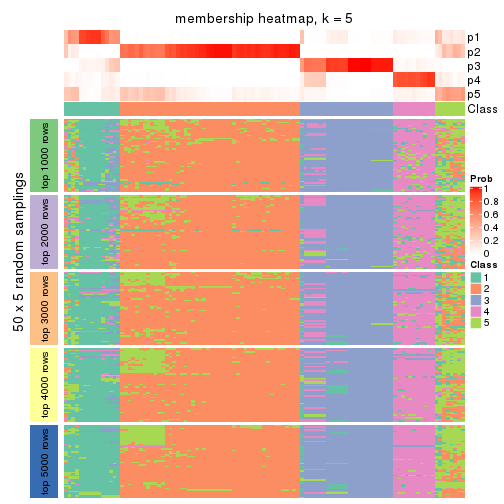 membership heatmap, k = 5
p1
p2
p3
p4
p5
Class
50 x 5 random samplings
top 1000 rows
top 2000 rows
top 3000 rows
top 4000 rows
top 5000 rows
Prob
1
0.8
0.6
0.4
0.2
0
Class
1
2
3
4
5